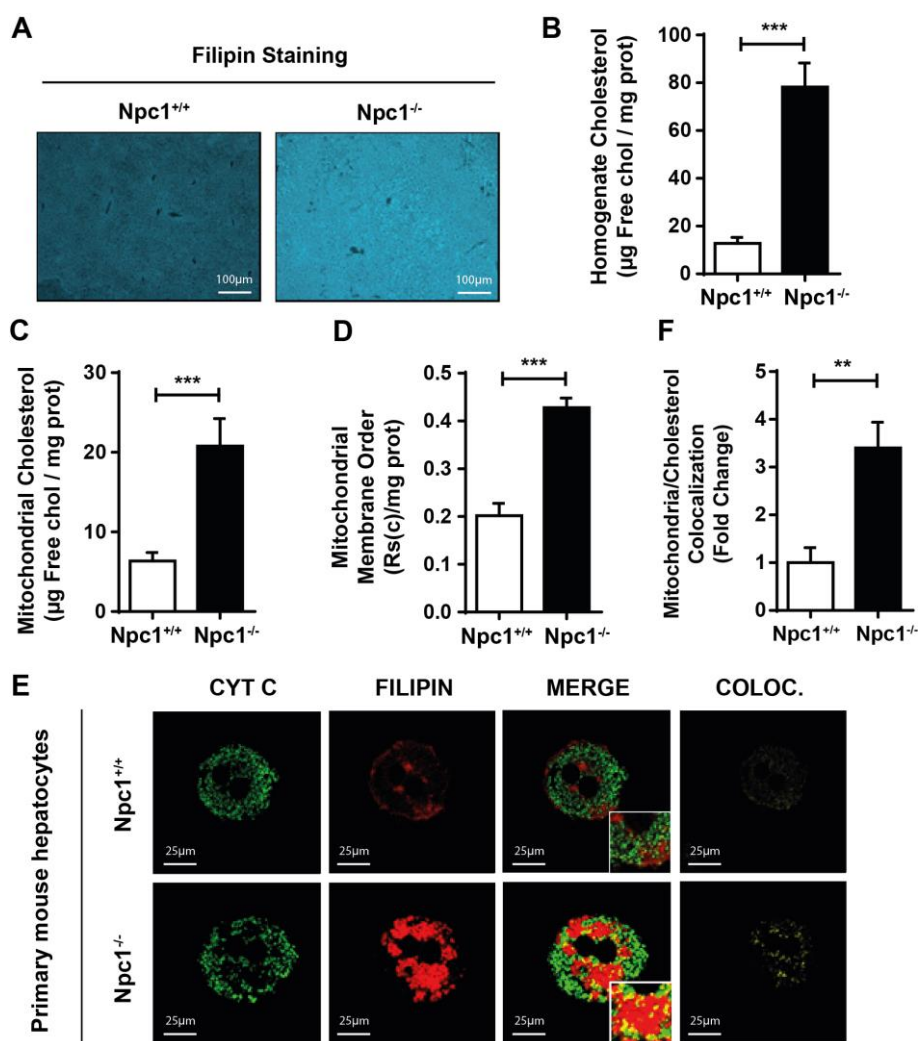 A
Filipin Staining
Npc1+/+
Npc1-/-
100µm
100µm
B
Homogenate Cholesterol
(µg Free chol / mg prot)
100
80
60
40
20
0
***
Npc1+/+
Npc1-/-
C
Mitochondrial Cholesterol
(µg Free chol / mg prot)
30
20
10
0
***
Npc1+/+
Npc1-/-
D
Mitochondrial
Membrane Order
(Rs(c)/mg prot)
0.5
0.4
0.3
0.2
0.1
0.0
***
Npc1+/+
Npc1-/-
F
Mitochondria/Cholesterol
Colocalization
(Fold Change)
5
4
3
2
1
0
**
Npc1+/+
Npc1-/-
E
CYT C
FILIPIN
MERGE
COLOC.
Primary mouse hepatocytes
Npc1+/+
25µm
25µm
25µm
25µm
Npc1-/-
25µm
25µm
25µm
25µm